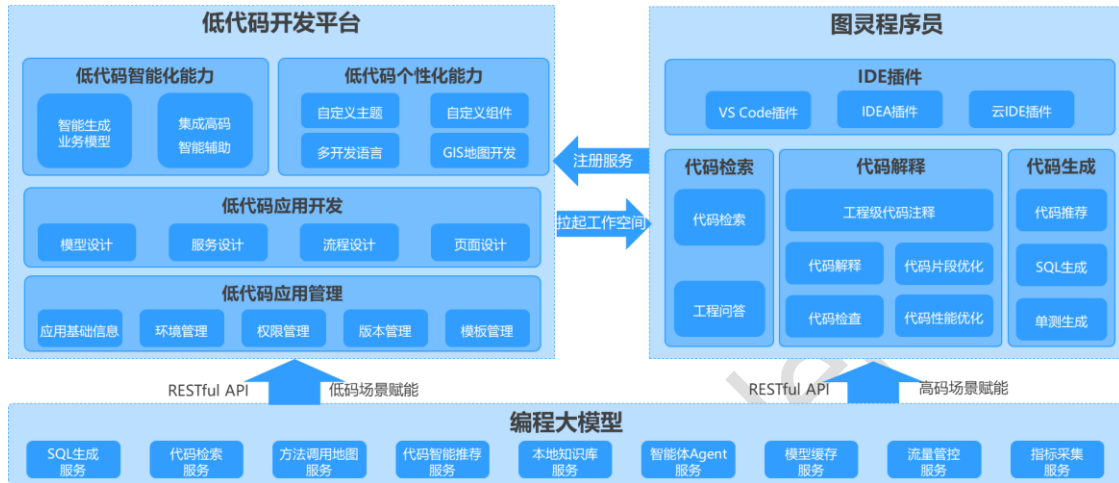 低代码开发平台
低代码智能化能力
智能生成
业务模型
集成高码
智能辅助
低代码个性化能力
自定义主题
自定义组件
多开发语言
GIS地图开发
低代码应用开发
模型设计
服务设计
流程设计
页面设计
低代码应用管理
应用基础信息
环境管理
权限管理
版本管理
模板管理
注册服务
拉起工作空间
图灵程序员
IDE插件
VS Code插件
IDEA插件
云IDE插件
代码检索
代码检索
工程问答
代码解释
工程级代码注释
代码解释
代码片段优化
代码检查
代码性能优化
代码生成
代码推荐
SQL生成
单测生成
RESTful API
低码场景赋能
RESTful API
高码场景赋能
编程大模型
SQL生成
服务
代码检索
服务
方法调用地图
服务
代码智能推荐
服务
本地知识库
服务
智能体Agent
服务
模型缓存
服务
流量管控
服务
指标采集
服务